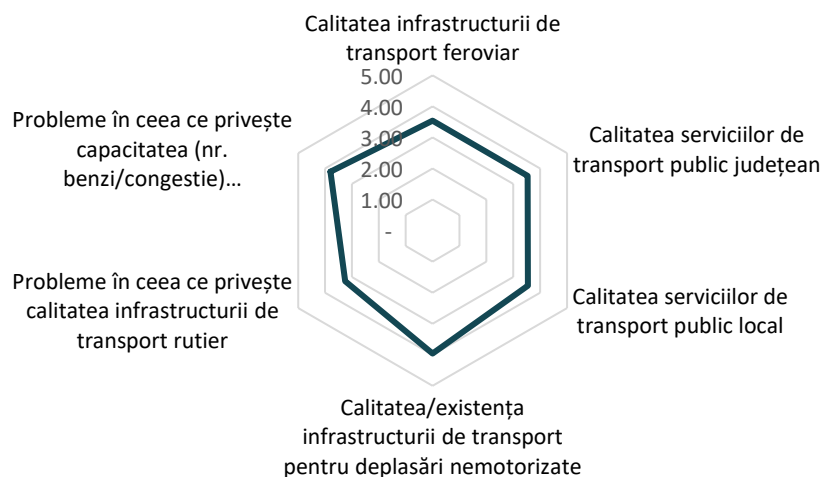 Calitatea infrastructurii de
transport feroviar
5.00
4.00
3.00
2.00
1.00
-
Calitatea serviciilor de
transport public județean
Calitatea serviciilor de
transport public local
Calitatea/existența
infrastructurii de transport
pentru deplasări nemotorizate
Probleme în ceea ce privește
calitatea infrastructurii de
transport rutier
Probleme în ceea ce privește
capacitatea (nr.
benzi/congestie)…